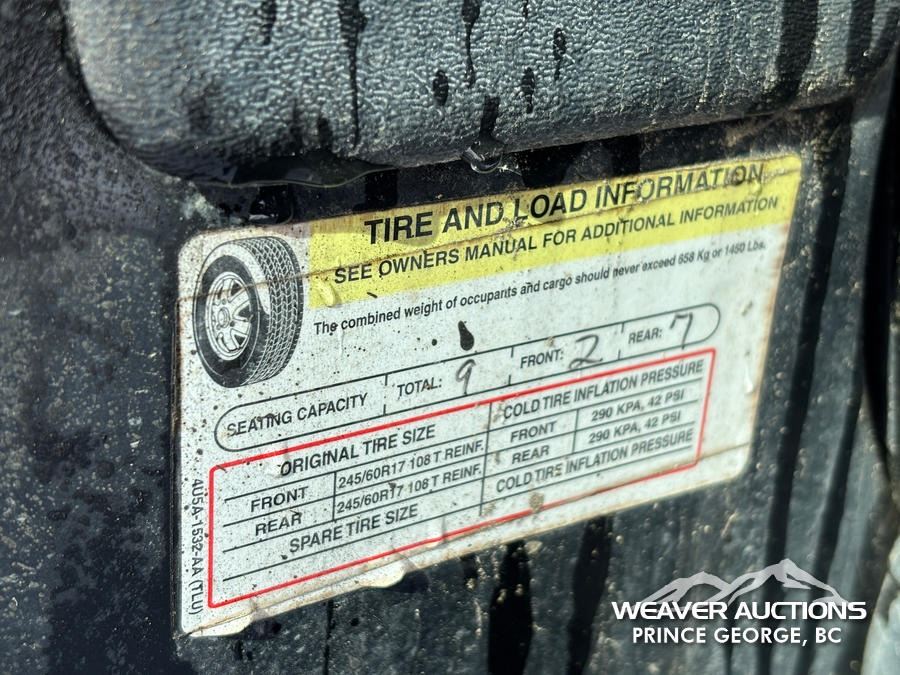 TIRE AND LOAD INFORMATION
SEE OWNERS MANUAL FOR ADDITIONAL INFORMATION
The combined weight of occupants and cargo should never exceed 658 Kg or 1450 Lbs.
SEATING CAPACITY TOTAL: 9 FRONT: 2 REAR: 7
ORIGINAL TIRE SIZE COLD TIRE INFLATION PRESSURE
FRONT 245/60R17 108 T REINF. FRONT 290 KPA, 42 PSI
REAR 245/60R17 108 T REINF. REAR 290 KPA, 42 PSI
SPARE TIRE SIZE COLD TIRE INFLATION PRESSURE
4U5A-1532-AA (TLU)
WEAVER AUCTIONS
PRINCE GEORGE, BC